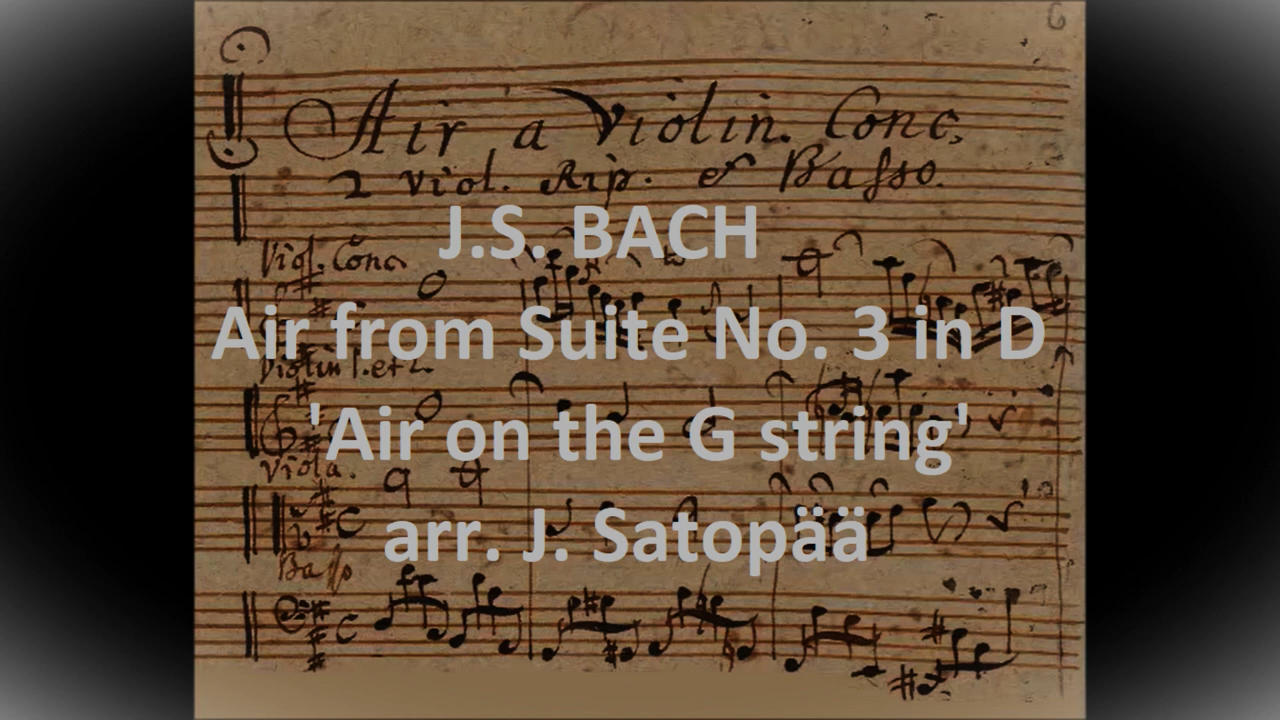 6
Air a Violin. Conc.
2 Viol. Rip. e Basso.
J.S. BACH
Viol. Conc.
Air from Suite No. 3 in D
Violin 1. et 2.
'Air on the G string'
Viola.
arr. J. Satopää
Basso